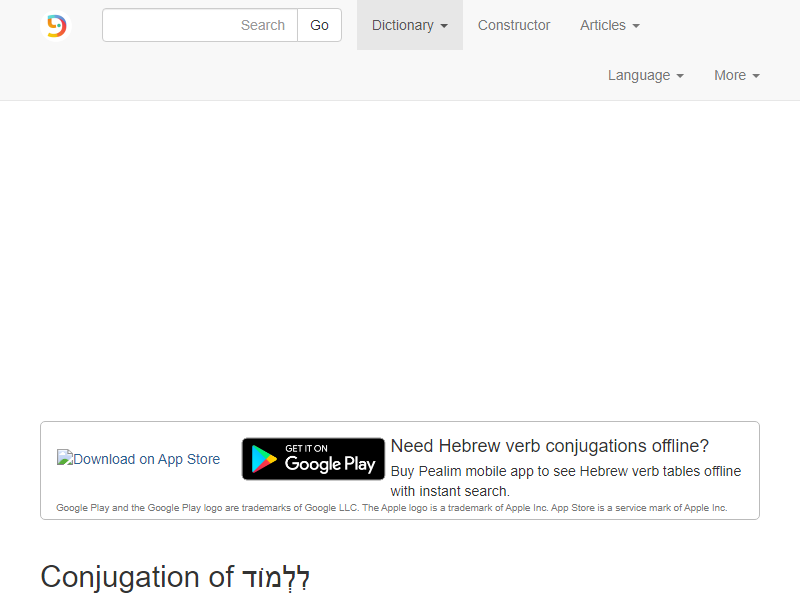 Search Go Dictionary Constructor Articles
Language More
Download on App Store
GET IT ON
Google Play
Need Hebrew verb conjugations offline?
Buy Pealim mobile app to see Hebrew verb tables offline
with instant search.
Google Play and the Google Play logo are trademarks of Google LLC. The Apple logo is a trademark of Apple Inc. App Store is a service mark of Apple Inc.
Conjugation of לִלְמוֹד